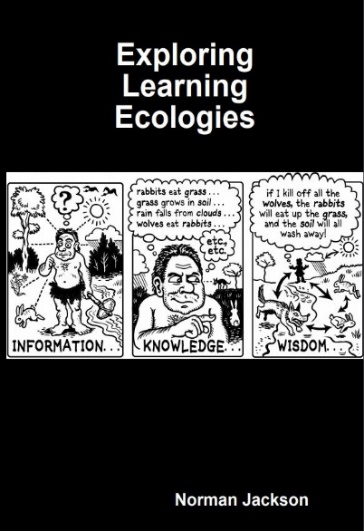 Exploring
Learning
Ecologies
?
rabbits eat grass...
grass grows in soil...
rain falls from clouds...
wolves eat rabbits...
etc.,
etc.
if I kill off all the
wolves, the rabbits
will eat up the grass,
and the soil will all
wash away!
INFORMATION...
KNOWLEDGE...
WISDOM...
Norman Jackson